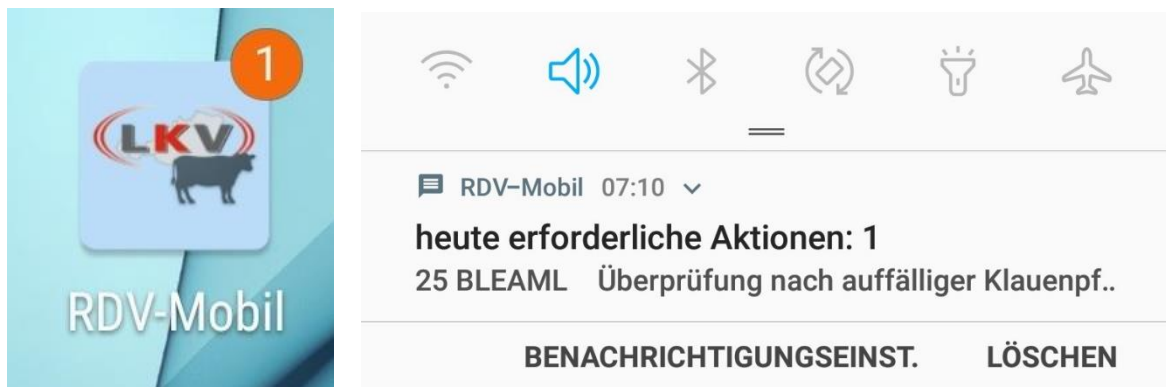 1
LKV
RDV-Mobil
RDV-Mobil 07:10
heute erforderliche Aktionen: 1
25 BLEAML Überprüfung nach auffälliger Klauenpf..
BENACHRICHTIGUNGSEINST. LÖSCHEN